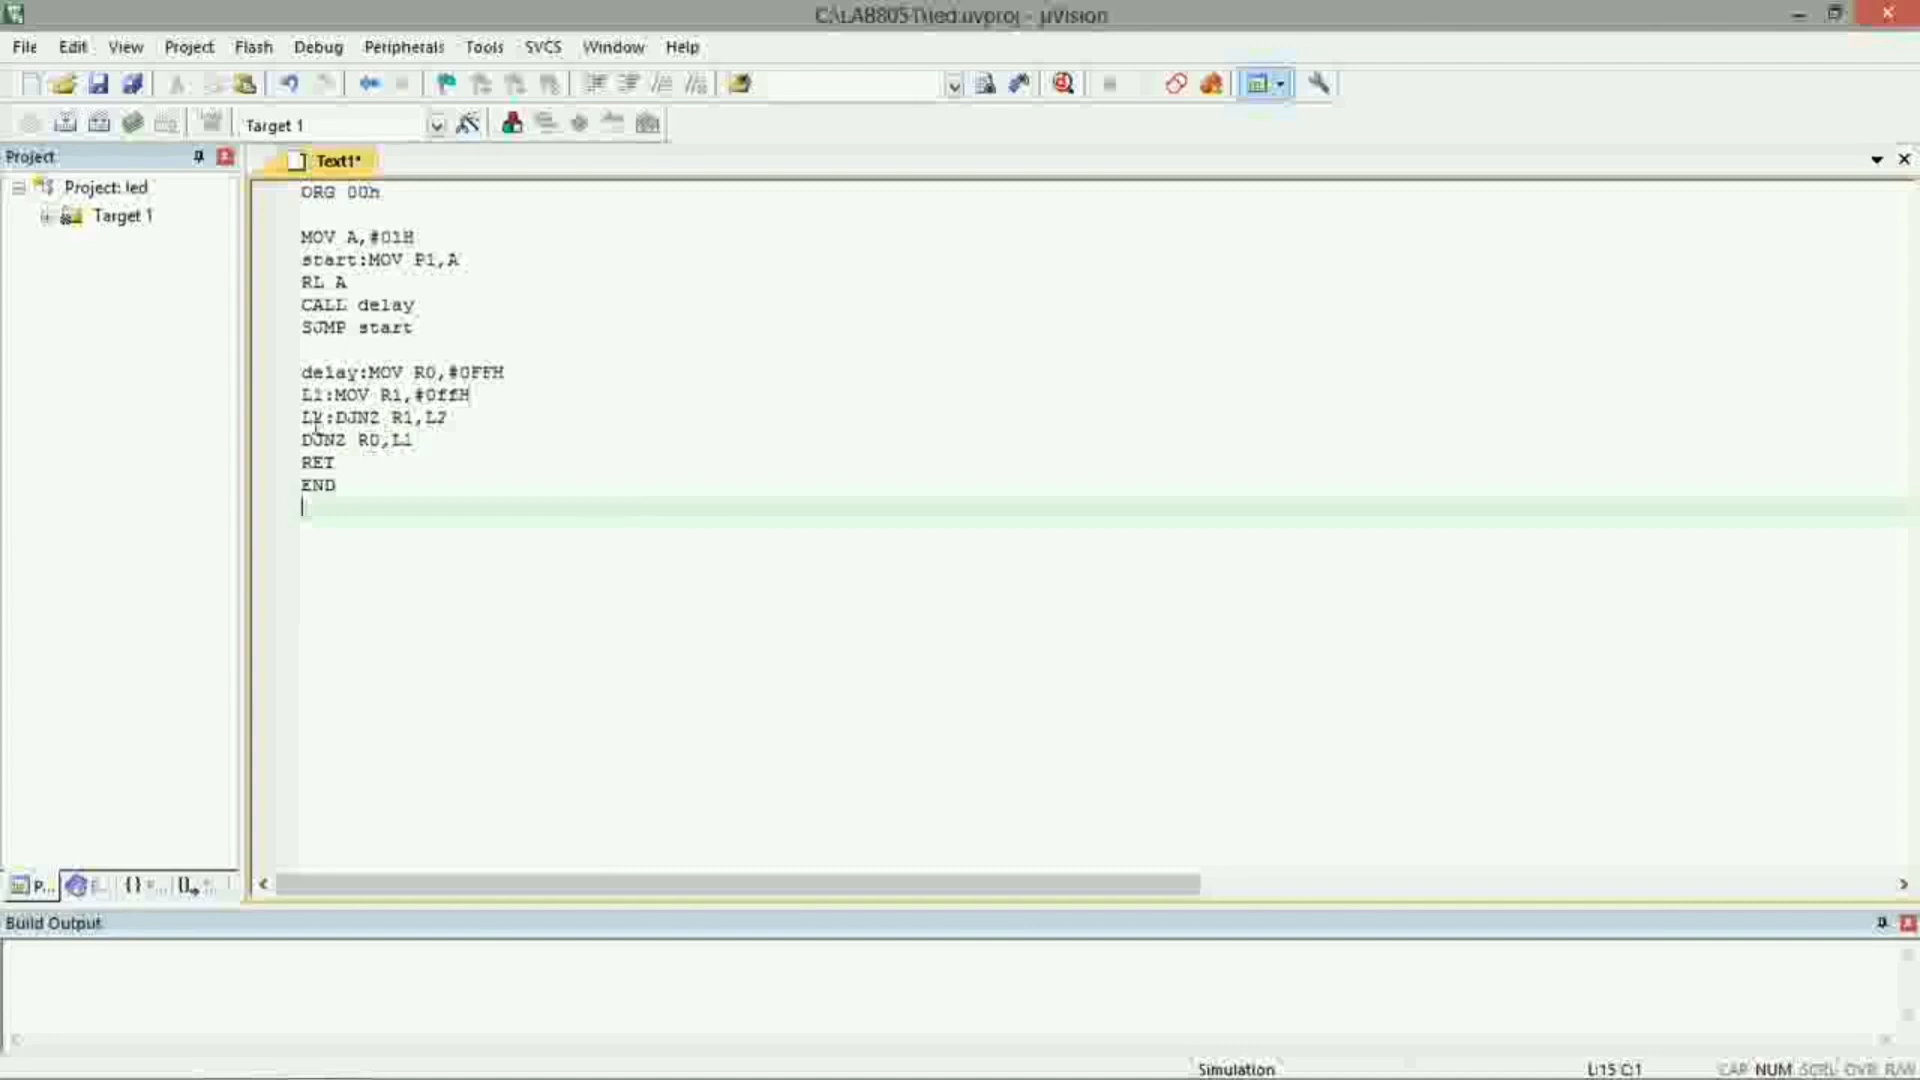 C:\LAB8051\led.uvproj - µVision
File Edit View Project Flash Debug Peripherals Tools SVCS Window Help
Target 1
Project
Text1*
Project: led
Target 1
ORG 00h
MOV A,#01H
start:MOV P1,A
RL A
CALL delay
SJMP start
delay:MOV R0,#0FFH
L1:MOV R1,#0ffH
L2:DJNZ R1,L2
DJNZ R0,L1
RET
END
P...
Build Output
Simulation
L:15 C:1
CAP NUM SCRL OVR R/W